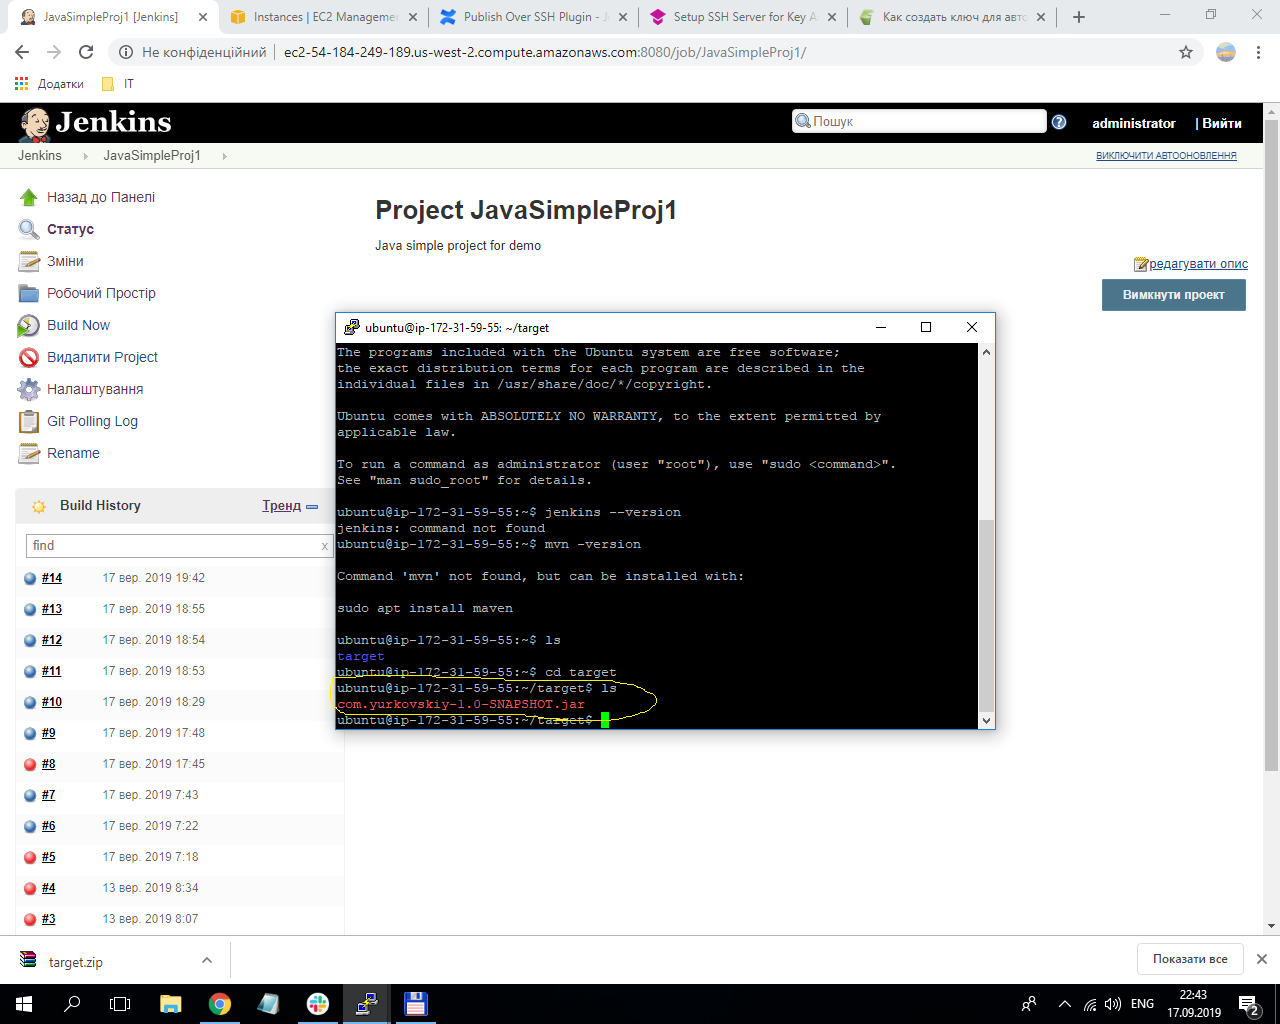 JavaSimpleProj1 [Jenkins]
Instances | EC2 Managemen
Publish Over SSH Plugin - J
Setup SSH Server for Key A
Как создать ключ для авто
Не конфіденційний
ec2-54-184-249-189.us-west-2.compute.amazonaws.com:8080/job/JavaSimpleProj1/
Додатки
IT
Jenkins
Пошук
administrator
| Вийти
Jenkins
JavaSimpleProj1
ВИКЛЮЧИТИ АВТООНОВЛЕННЯ
Назад до Панелі
Статус
Зміни
Робочий Простір
Build Now
Видалити Project
Налаштування
Git Polling Log
Rename
Project JavaSimpleProj1
Java simple project for demo
редагувати опис
Вимкнути проект
Build History
Тренд
find
x
#14 17 вер. 2019 19:42
#13 17 вер. 2019 18:55
#12 17 вер. 2019 18:54
#11 17 вер. 2019 18:53
#10 17 вер. 2019 18:29
#9 17 вер. 2019 17:48
#8 17 вер. 2019 17:45
#7 17 вер. 2019 7:43
#6 17 вер. 2019 7:22
#5 17 вер. 2019 7:18
#4 13 вер. 2019 8:34
#3 13 вер. 2019 8:07
ubuntu@ip-172-31-59-55: ~/target
The programs included with the Ubuntu system are free software;
the exact distribution terms for each program are described in the
individual files in /usr/share/doc/*/copyright.
Ubuntu comes with ABSOLUTELY NO WARRANTY, to the extent permitted by
applicable law.
To run a command as administrator (user "root"), use "sudo <command>".
See "man sudo_root" for details.
ubuntu@ip-172-31-59-55:~$ jenkins --version
jenkins: command not found
ubuntu@ip-172-31-59-55:~$ mvn -version
Command 'mvn' not found, but can be installed with:
sudo apt install maven
ubuntu@ip-172-31-59-55:~$ ls
target
ubuntu@ip-172-31-59-55:~$ cd target
ubuntu@ip-172-31-59-55:~/target$ ls
com.yurkovskiy-1.0-SNAPSHOT.jar
ubuntu@ip-172-31-59-55:~/target$
target.zip
Показати все
ENG
22:43
17.09.2019
2